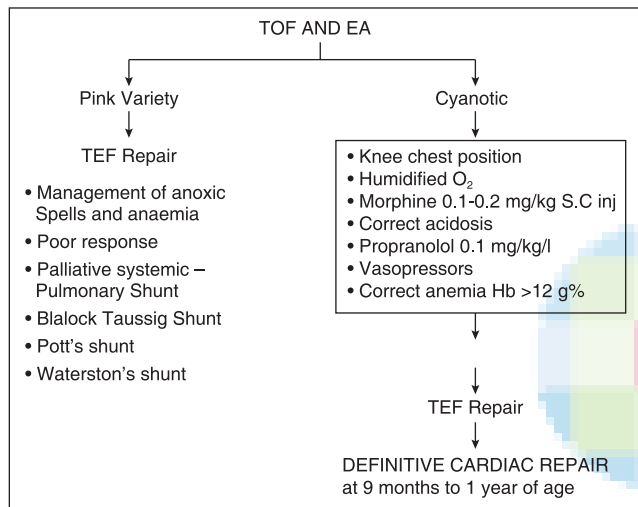 TOF AND EA
Pink Variety
TEF Repair
• Management of anoxic
Spells and anaemia
• Poor response
• Palliative systemic –
Pulmonary Shunt
• Blalock Taussig Shunt
• Pott's shunt
• Waterston's shunt
Cyanotic
• Knee chest position
• Humidified O₂
• Morphine 0.1-0.2 mg/kg S.C inj
• Correct acidosis
• Propranolol 0.1 mg/kg/l
• Vasopressors
• Correct anemia Hb >12 g%
TEF Repair
DEFINITIVE CARDIAC REPAIR
at 9 months to 1 year of age